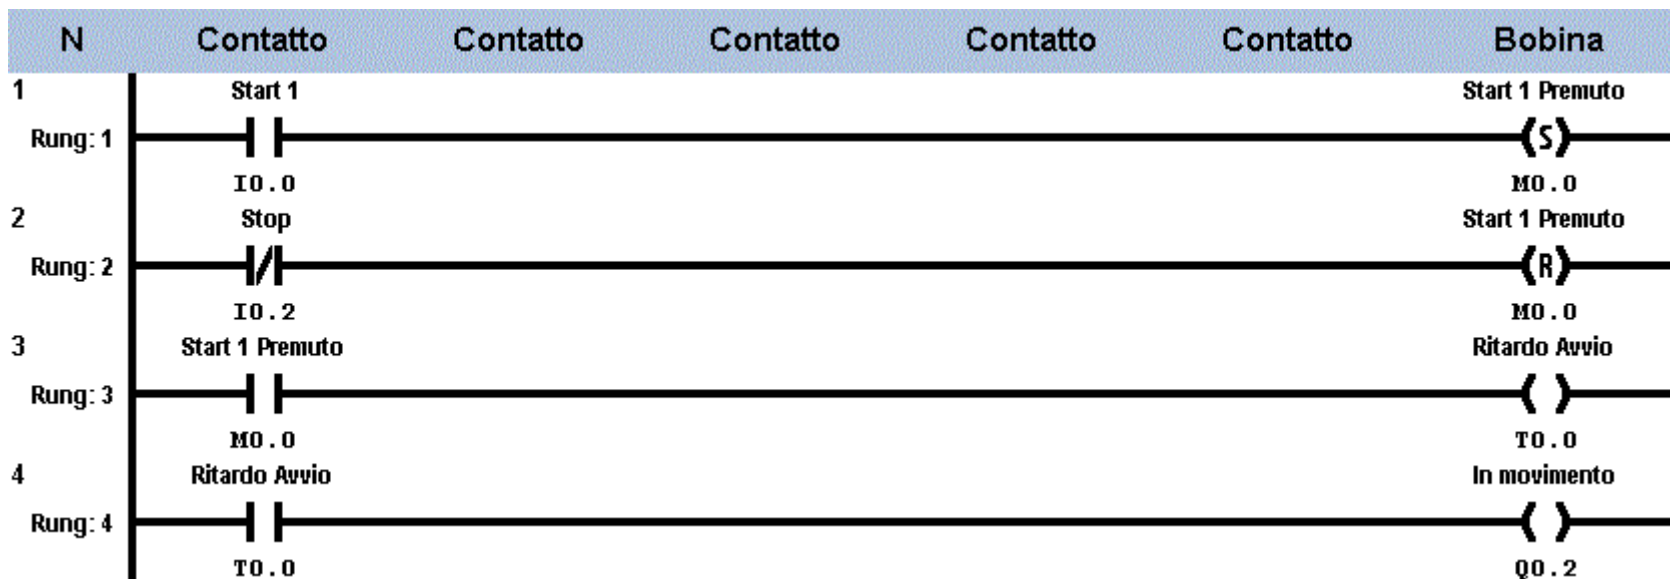 N Contatto Contatto Contatto Contatto Contatto Bobina
1 Start 1 Start 1 Premuto
Rung: 1 S
I0.0 M0.0
2 Stop Start 1 Premuto
Rung: 2 R
I0.2 M0.0
3 Start 1 Premuto Ritardo Avvio
Rung: 3
M0.0 T0.0
4 Ritardo Avvio In movimento
Rung: 4
T0.0 Q0.2